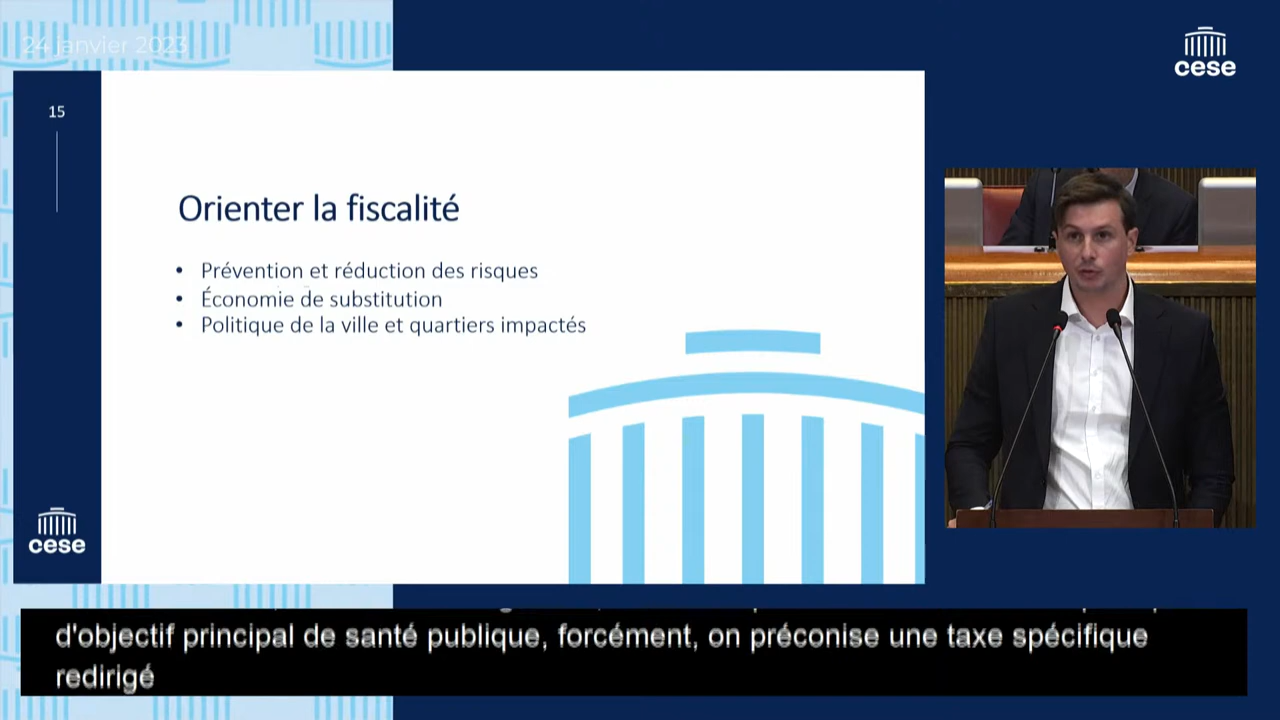 24 janvier 2023
cese
15
Orienter la fiscalité
• Prévention et réduction des risques
• Économie de substitution
• Politique de la ville et quartiers impactés
cese
d'objectif principal de santé publique, forcément, on préconise une taxe spécifique
redirigé